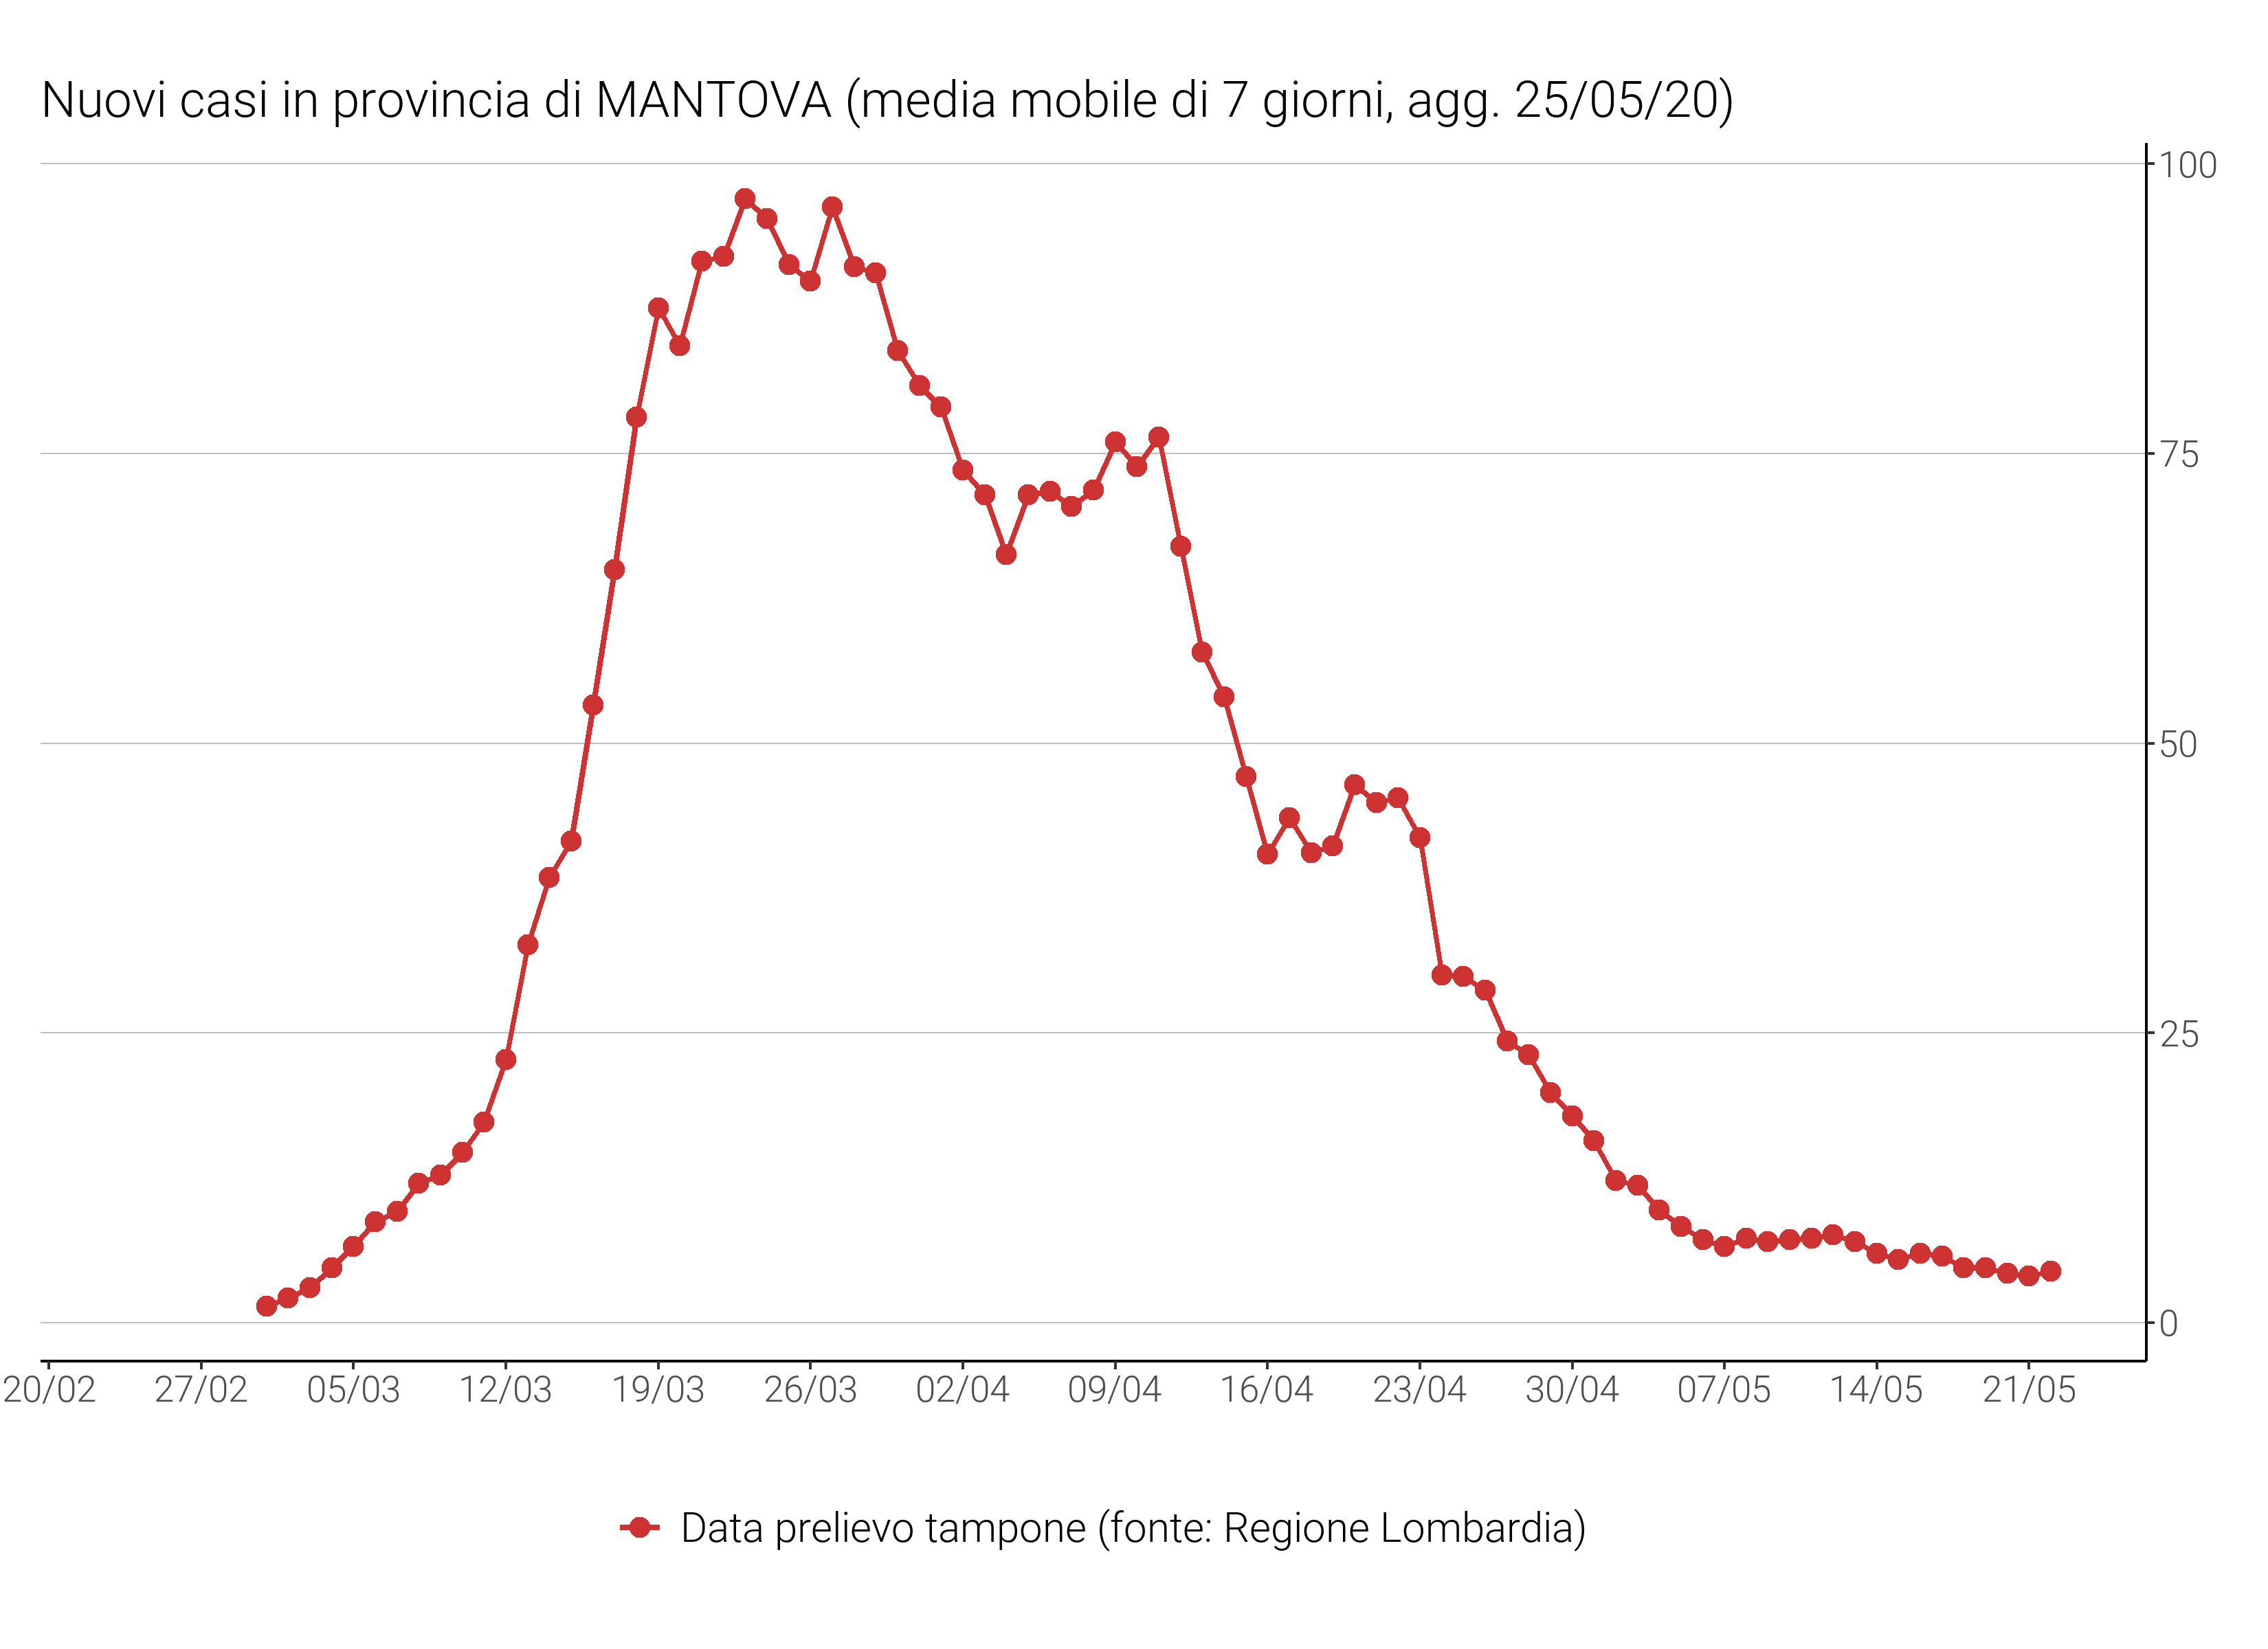 Nuovi casi in provincia di MANTOVA (media mobile di 7 giorni, agg. 25/05/20)
100
75
50
25
0
20/02 27/02 05/03 12/03 19/03 26/03 02/04 09/04 16/04 23/04 30/04 07/05 14/05 21/05
Data prelievo tampone (fonte: Regione Lombardia)